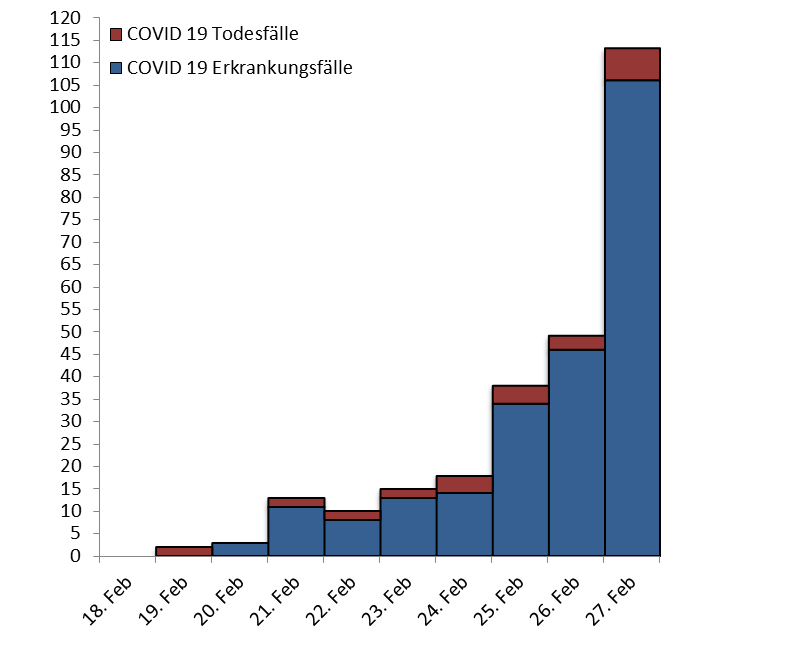 120
115
110
105
100
95
90
85
80
75
70
65
60
55
50
45
40
35
30
25
20
15
10
5
0
COVID 19 Todesfälle
COVID 19 Erkrankungsfälle
18. Feb
19. Feb
20. Feb
21. Feb
22. Feb
23. Feb
24. Feb
25. Feb
26. Feb
27. Feb